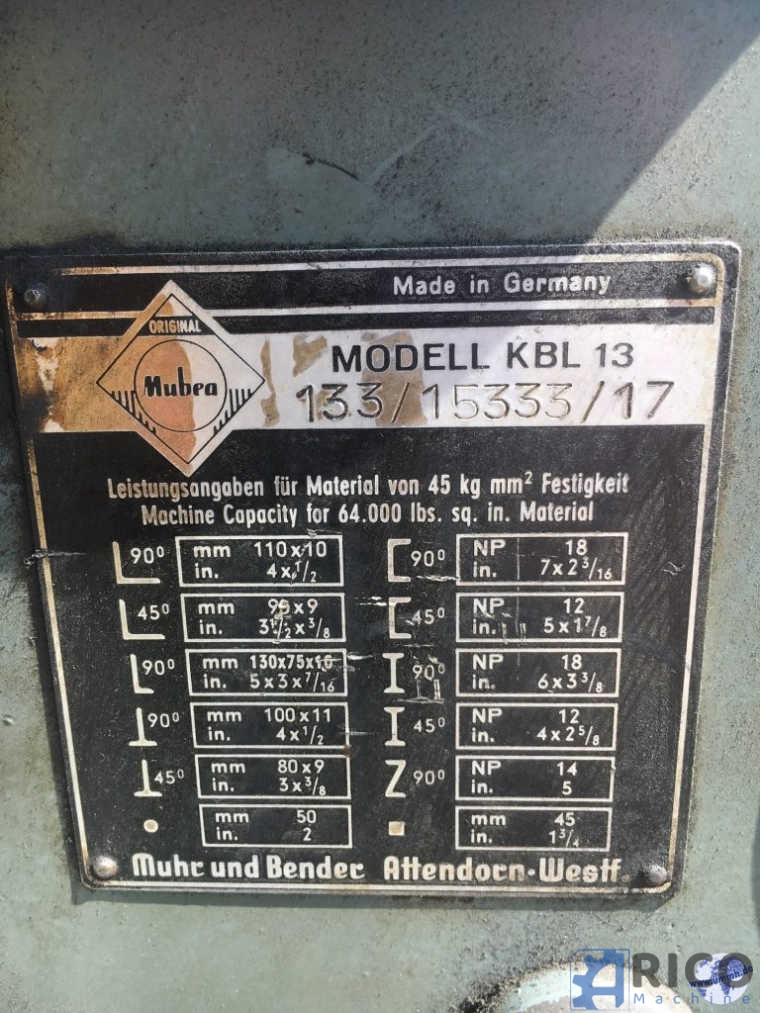 Made in Germany
ORIGINAL
Mubea
MODELL KBL 13
133/15333/17
Leistungsangaben für Material von 45 kg mm² Festigkeit
Machine Capacity for 64.000 lbs. sq. in. Material
90° mm 110x10 90° NP 18
in. 4x1/2 in. 7x2 3/16
45° mm 9 x9 45° NP 12
in. 3 1/2 x 3/8 in. 5x1 7/8
90° mm 130x75x10 90° NP 18
in. 5x3x7/16 in. 6x3 3/8
90° mm 100x11 45° NP 12
in. 4x1/2 in. 4x2 5/8
45° mm 80x9 90° NP 14
in. 3x3/8 in. 5
mm 50 mm 45
in. 2 in. 1 3/4
Muhr und Bender Attendorn-Westf.
ARICO
Machine